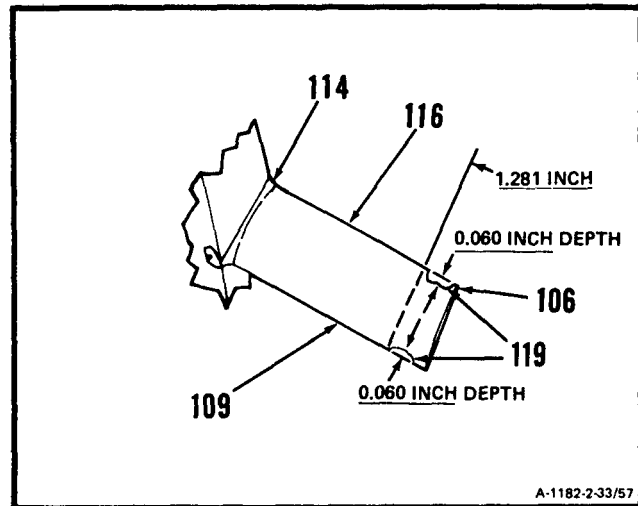 114
116
1.281 INCH
0.060 INCH DEPTH
106
119
0.060 INCH DEPTH
109
A-1182-2-33/57